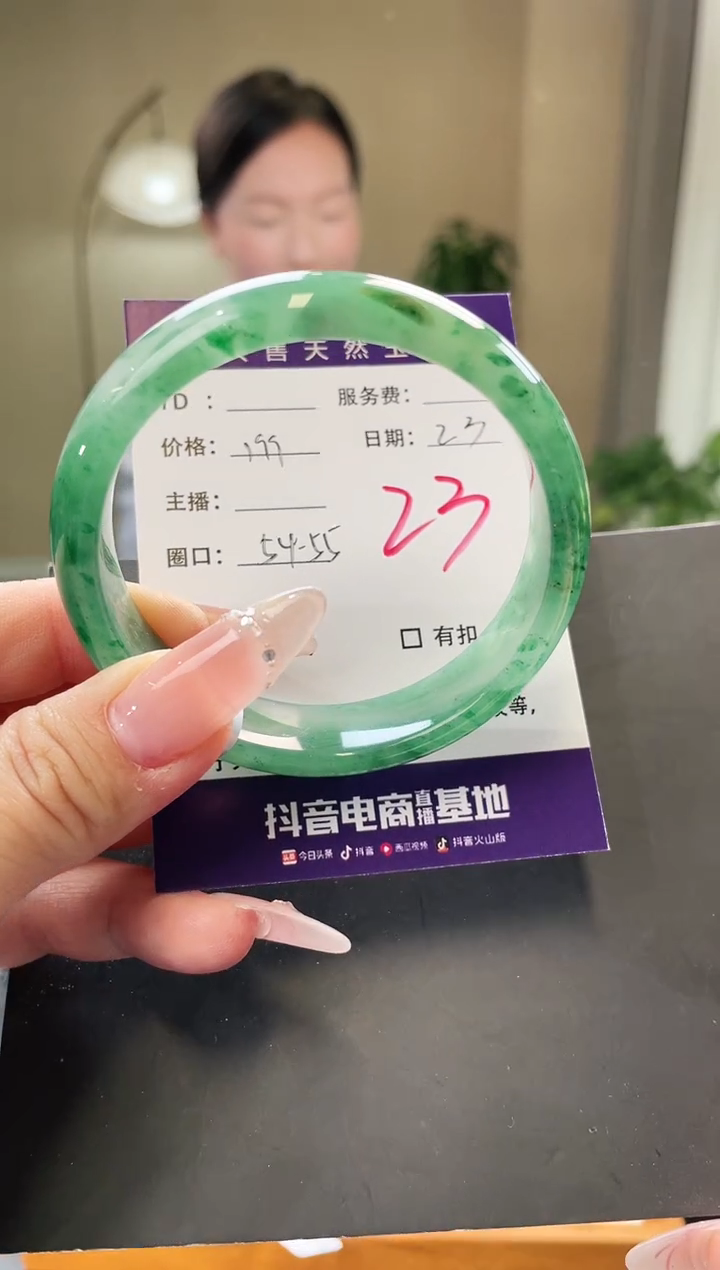 售天然
ID : 服务费:
价格: 199 日期: 23
主播: 23
圈口: 54-55
□ 有扣
等,
抖音电商直播基地
今日头条 抖音 西瓜视频 抖音火山版